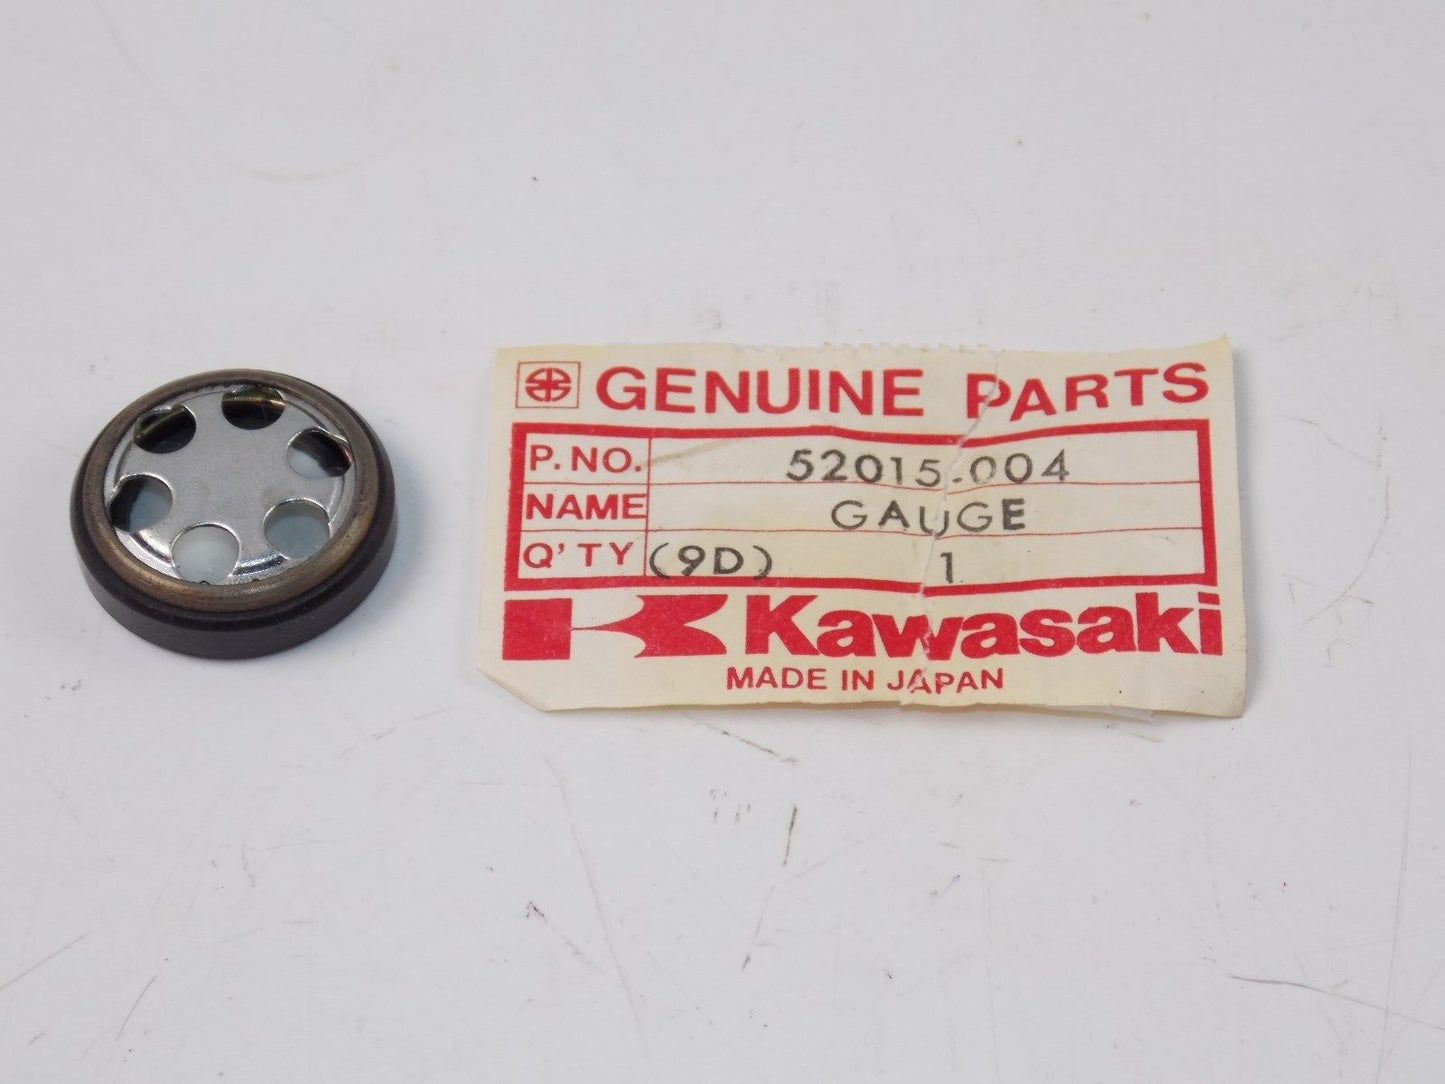 GENUINE PARTS
P. NO. 52015-004
NAME GAUGE
Q'TY (9D) 1
Kawasaki
MADE IN JAPAN